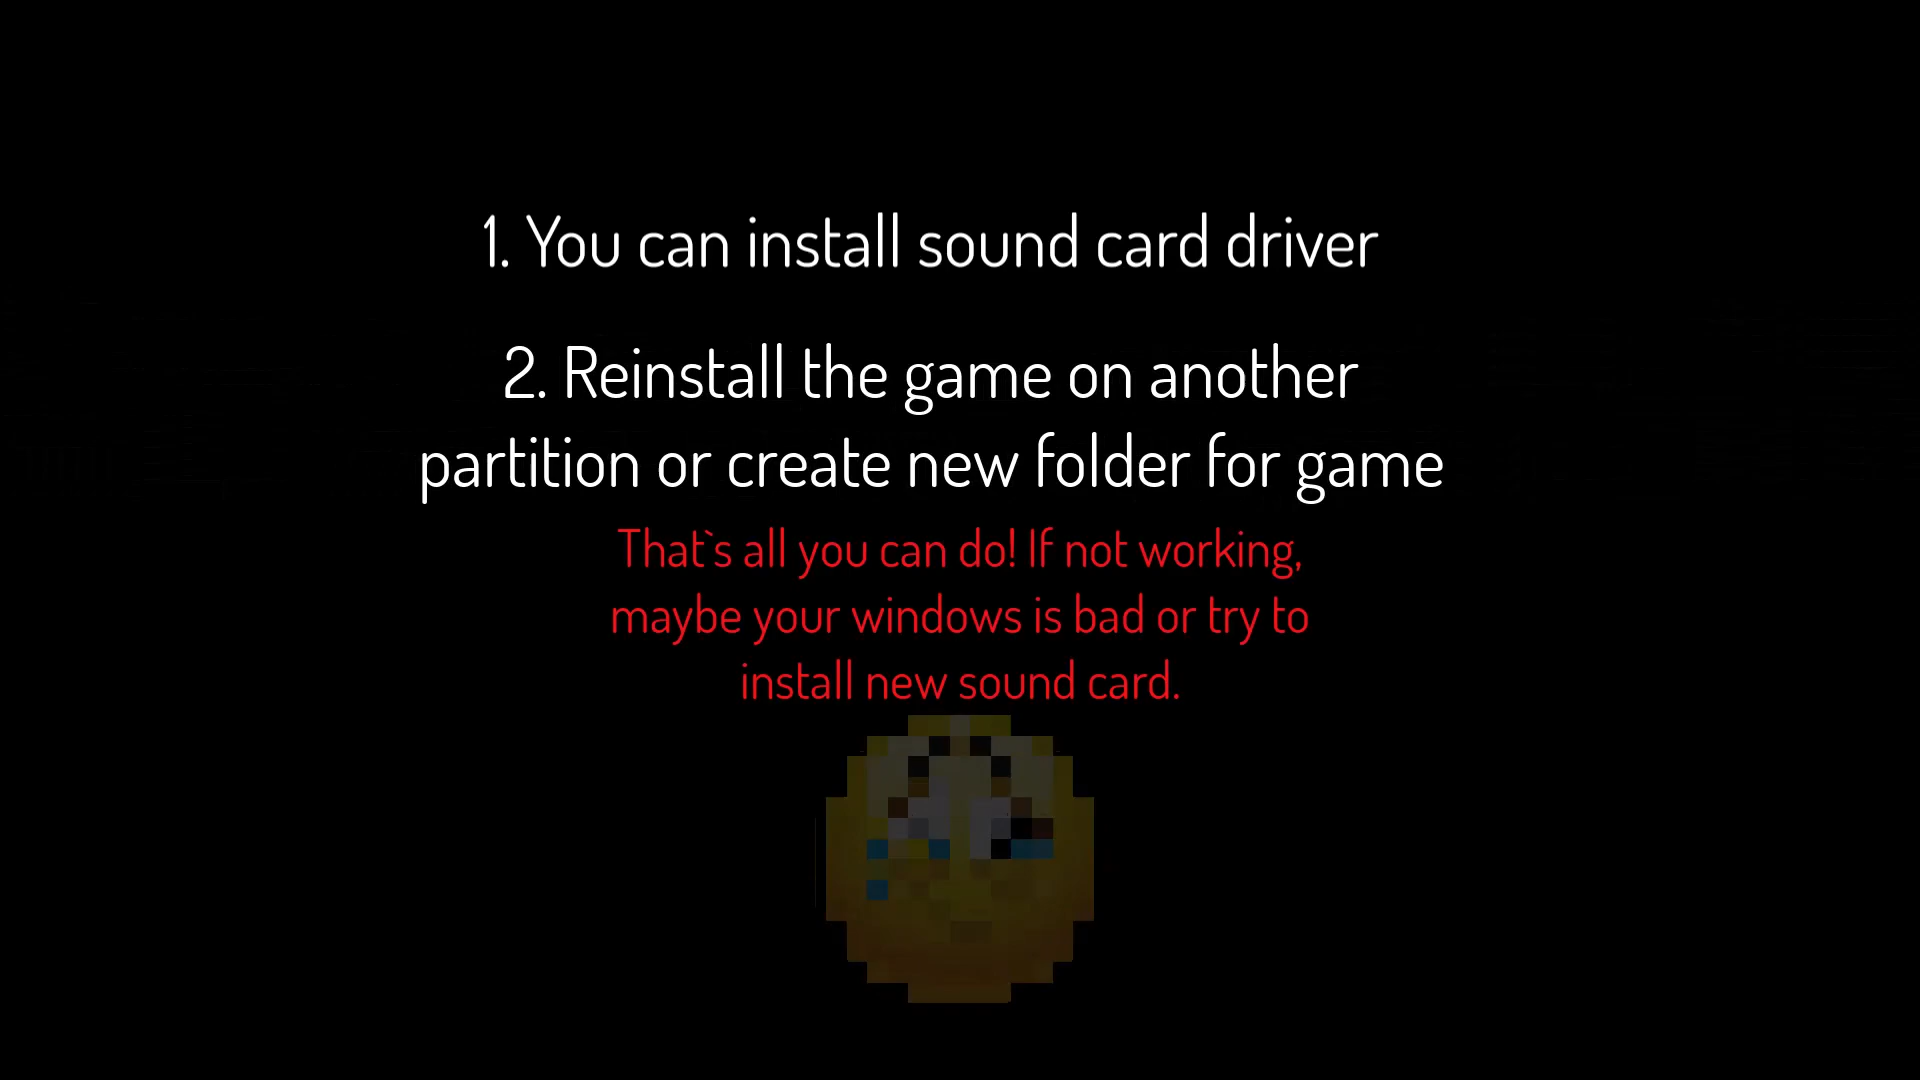 1. You can install sound card driver
2. Reinstall the game on another
partition or create new folder for game
That`s all you can do! If not working,
maybe your windows is bad or try to
install new sound card.